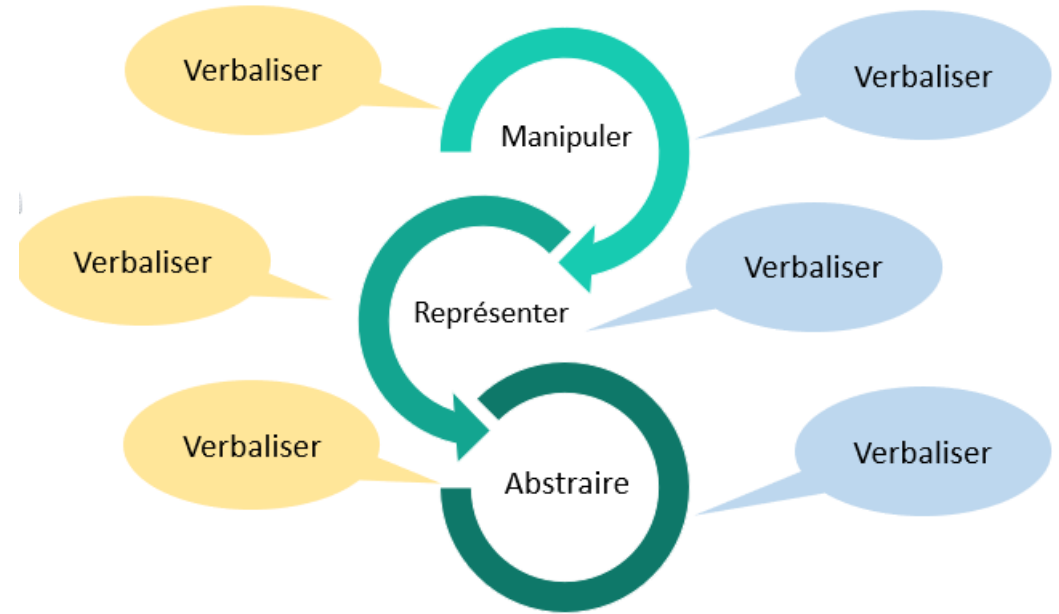 Verbaliser
Verbaliser
Manipuler
Verbaliser
Verbaliser
Représenter
Verbaliser
Verbaliser
Abstraire